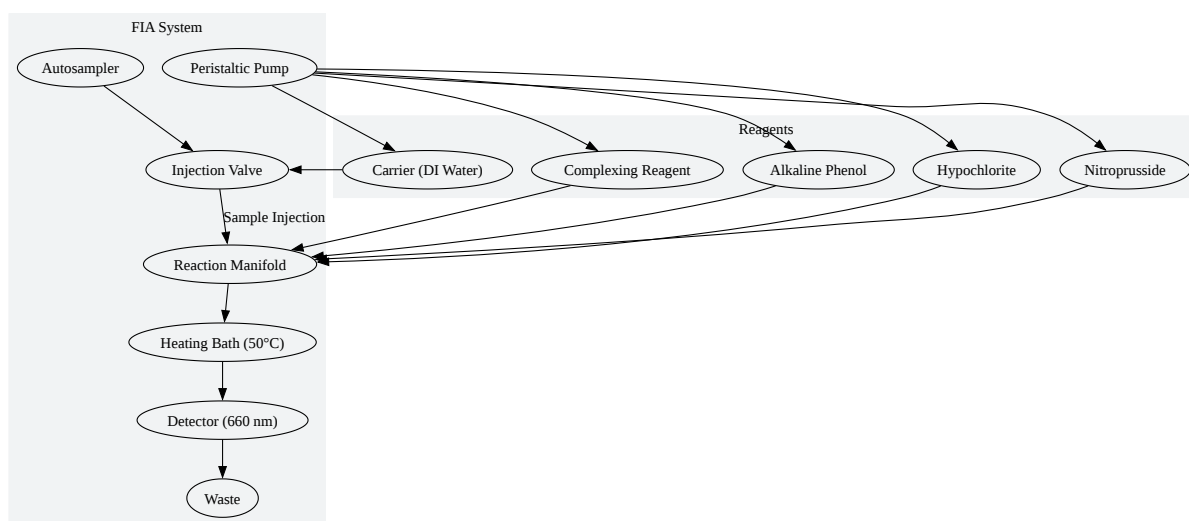 FIA System
Autosampler
Peristaltic Pump
Reagents
Injection Valve
Carrier (DI Water)
Complexing Reagent
Alkaline Phenol
Hypochlorite
Nitroprusside
Sample Injection
Reaction Manifold
Heating Bath (50°C)
Detector (660 nm)
Waste